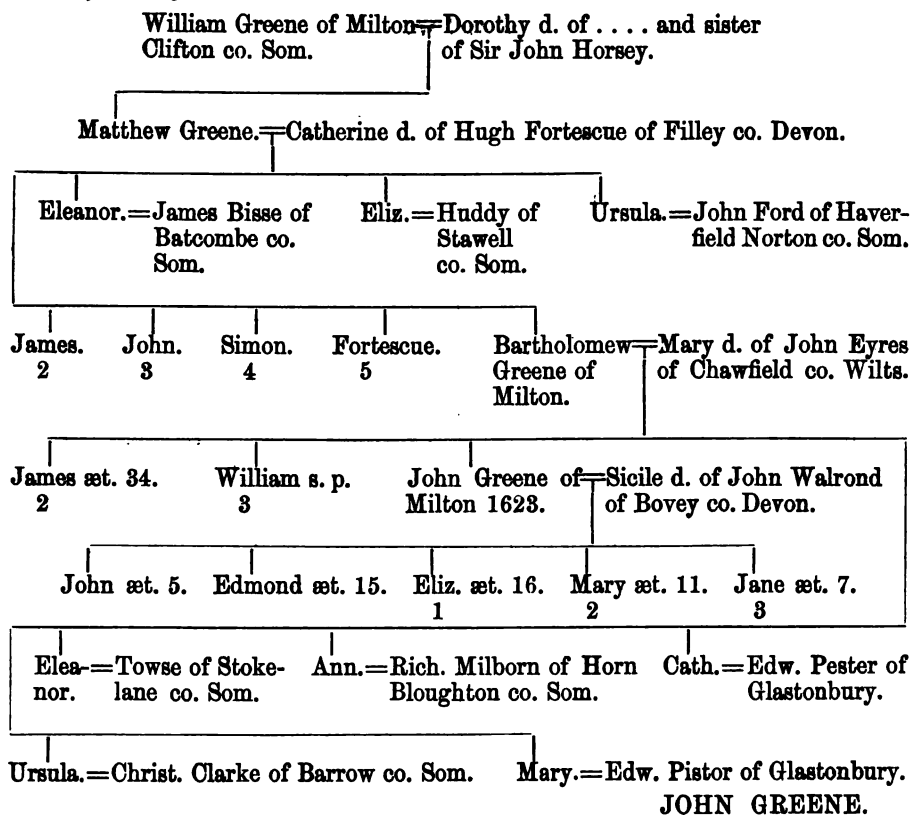 William Greene of Milton=Dorothy d. of .... and sister
Clifton co. Som. of Sir John Horsey.
Matthew Greene.=Catherine d. of Hugh Fortescue of Filley co. Devon.
Eleanor.=James Bisse of Eliz.=Huddy of Ursula.=John Ford of Haver-
Batcombe co. Stawell field Norton co. Som.
Som. co. Som.
James. John. Simon. Fortescue. Bartholomew=Mary d. of John Eyres
2 3 4 5 Greene of of Chawfield co. Wilts.
Milton.
James æt. 34. William s. p. John Greene of=Sicile d. of John Walrond
2 3 Milton 1623. of Bovey co. Devon.
John æt. 5. Edmond æt. 15. Eliz. æt. 16. Mary æt. 11. Jane æt. 7.
1 2 3
Elea-=Towse of Stoke- Ann.=Rich. Milborn of Horn Cath.=Edw. Pester of
nor. lane co. Som. Bloughton co. Som. Glastonbury.
Ursula.=Christ. Clarke of Barrow co. Som. Mary.=Edw. Pistor of Glastonbury.
JOHN GREENE.